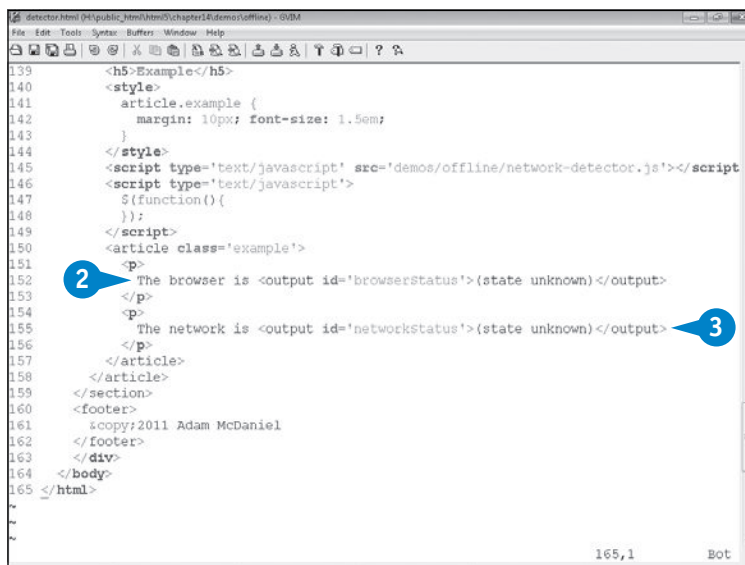 detector.html (H:\public_html\html5\chapter14\demos\offline) - GVIM
File Edit Tools Syntax Buffers Window Help
139 <h5>Example</h5>
140 <style>
141 article.example {
142 margin: 10px; font-size: 1.5em;
143 }
144 </style>
145 <script type='text/javascript' src='demos/offline/network-detector.js'></script
146 <script type='text/javascript'>
147 $(function(){
148 });
149 </script>
150 <article class='example'>
151 <p>
2
152 The browser is <output id='browserStatus'>(state unknown)</output>
153 </p>
154 <p>
155 The network is <output id='networkStatus'>(state unknown)</output>
3
156 </p>
157 </article>
158 </article>
159 </section>
160 <footer>
161 &copy;2011 Adam McDaniel
162 </footer>
163 </div>
164 </body>
165 </html>
~
~
~
165,1 Bot